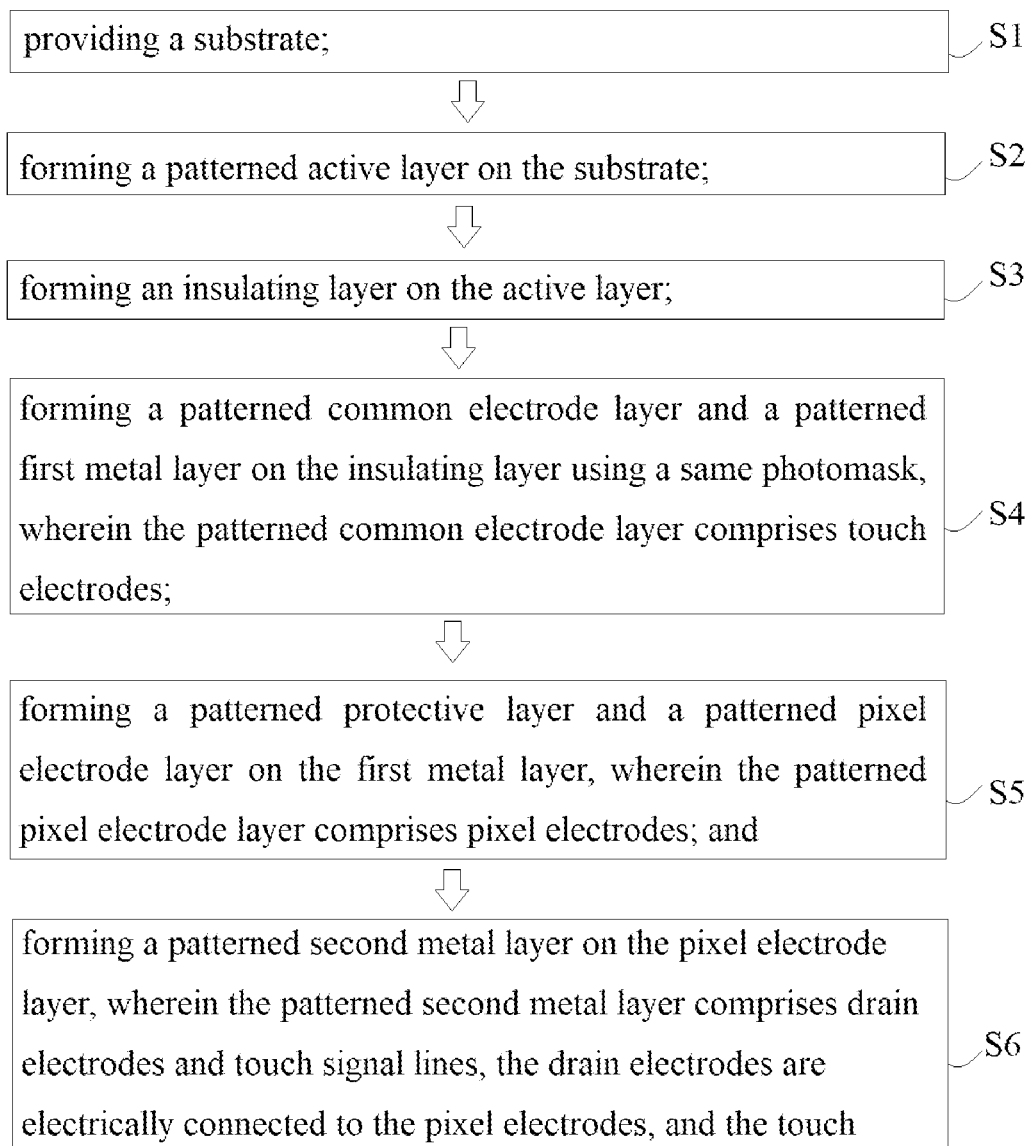 providing a substrate;
S1
forming a patterned active layer on the substrate;
S2
forming an insulating layer on the active layer;
S3
forming a patterned common electrode layer and a patterned
first metal layer on the insulating layer using a same photomask,
wherein the patterned common electrode layer comprises touch
electrodes;
S4
forming a patterned protective layer and a patterned pixel
electrode layer on the first metal layer, wherein the patterned
pixel electrode layer comprises pixel electrodes; and
S5
forming a patterned second metal layer on the pixel electrode
layer, wherein the patterned second metal layer comprises drain
electrodes and touch signal lines, the drain electrodes are
electrically connected to the pixel electrodes, and the touch
S6